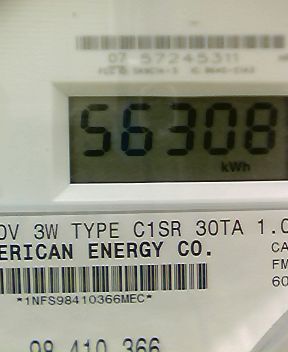 07 57245311
56308
kWh
0V 3W TYPE C1SR 30TA 1.0
ERICAN ENERGY CO.
CA
FM
60
*1NFS98410366MEC*
98 410 366